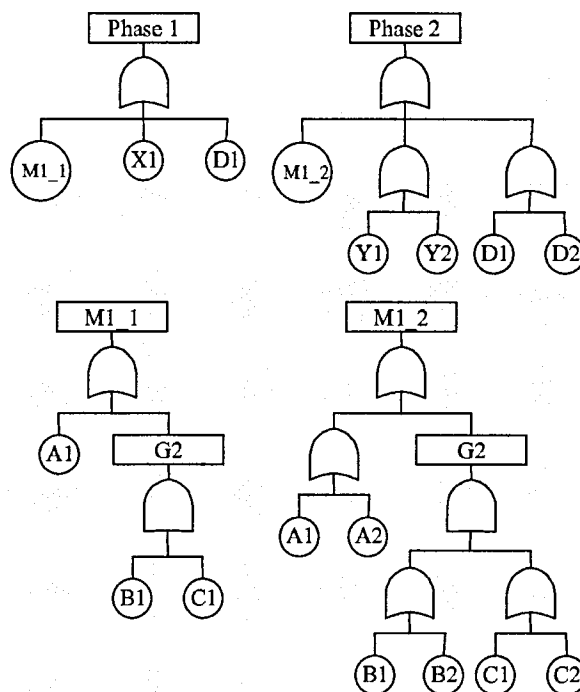 Phase 1 Phase 2
M1_1 X1 D1 M1_2
Y1 Y2 D1 D2
M1_1 M1_2
A1 G2 G2
A1 A2
B1 C1
B1 B2 C1 C2